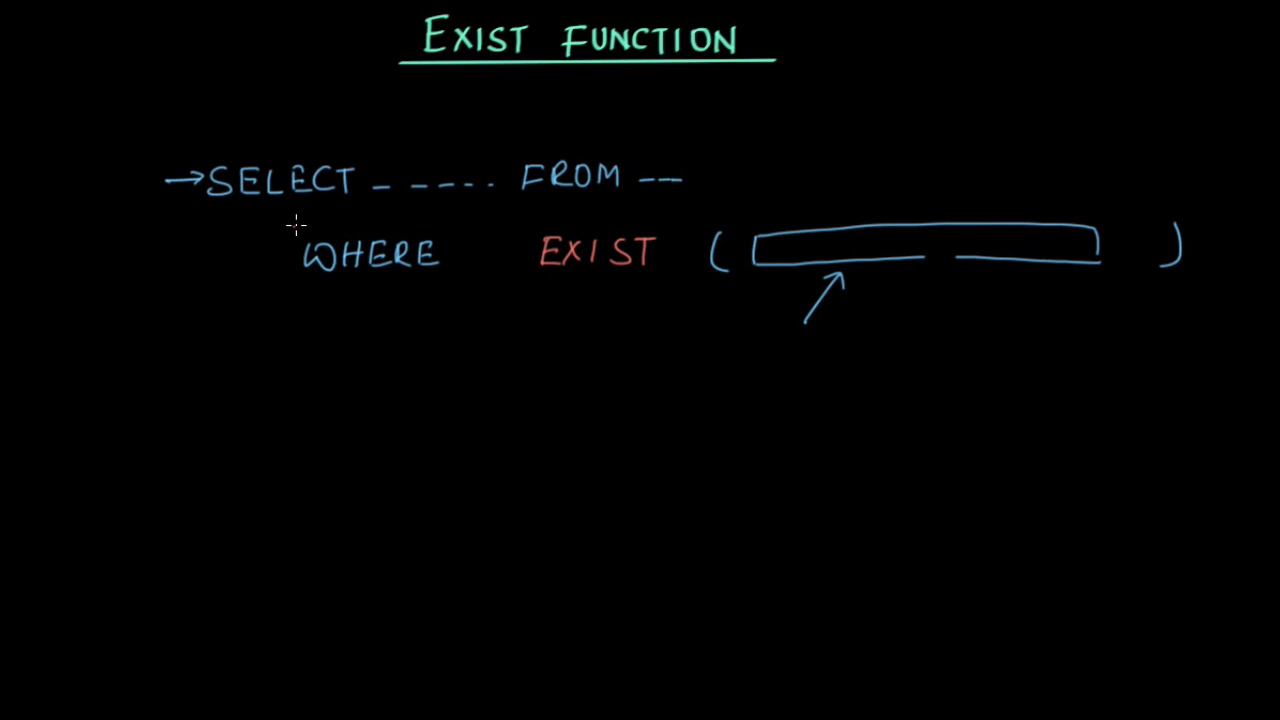 EXIST FUNCTION
→SELECT _ _ _ _ _ . FROM _ _
WHERE EXIST ( )